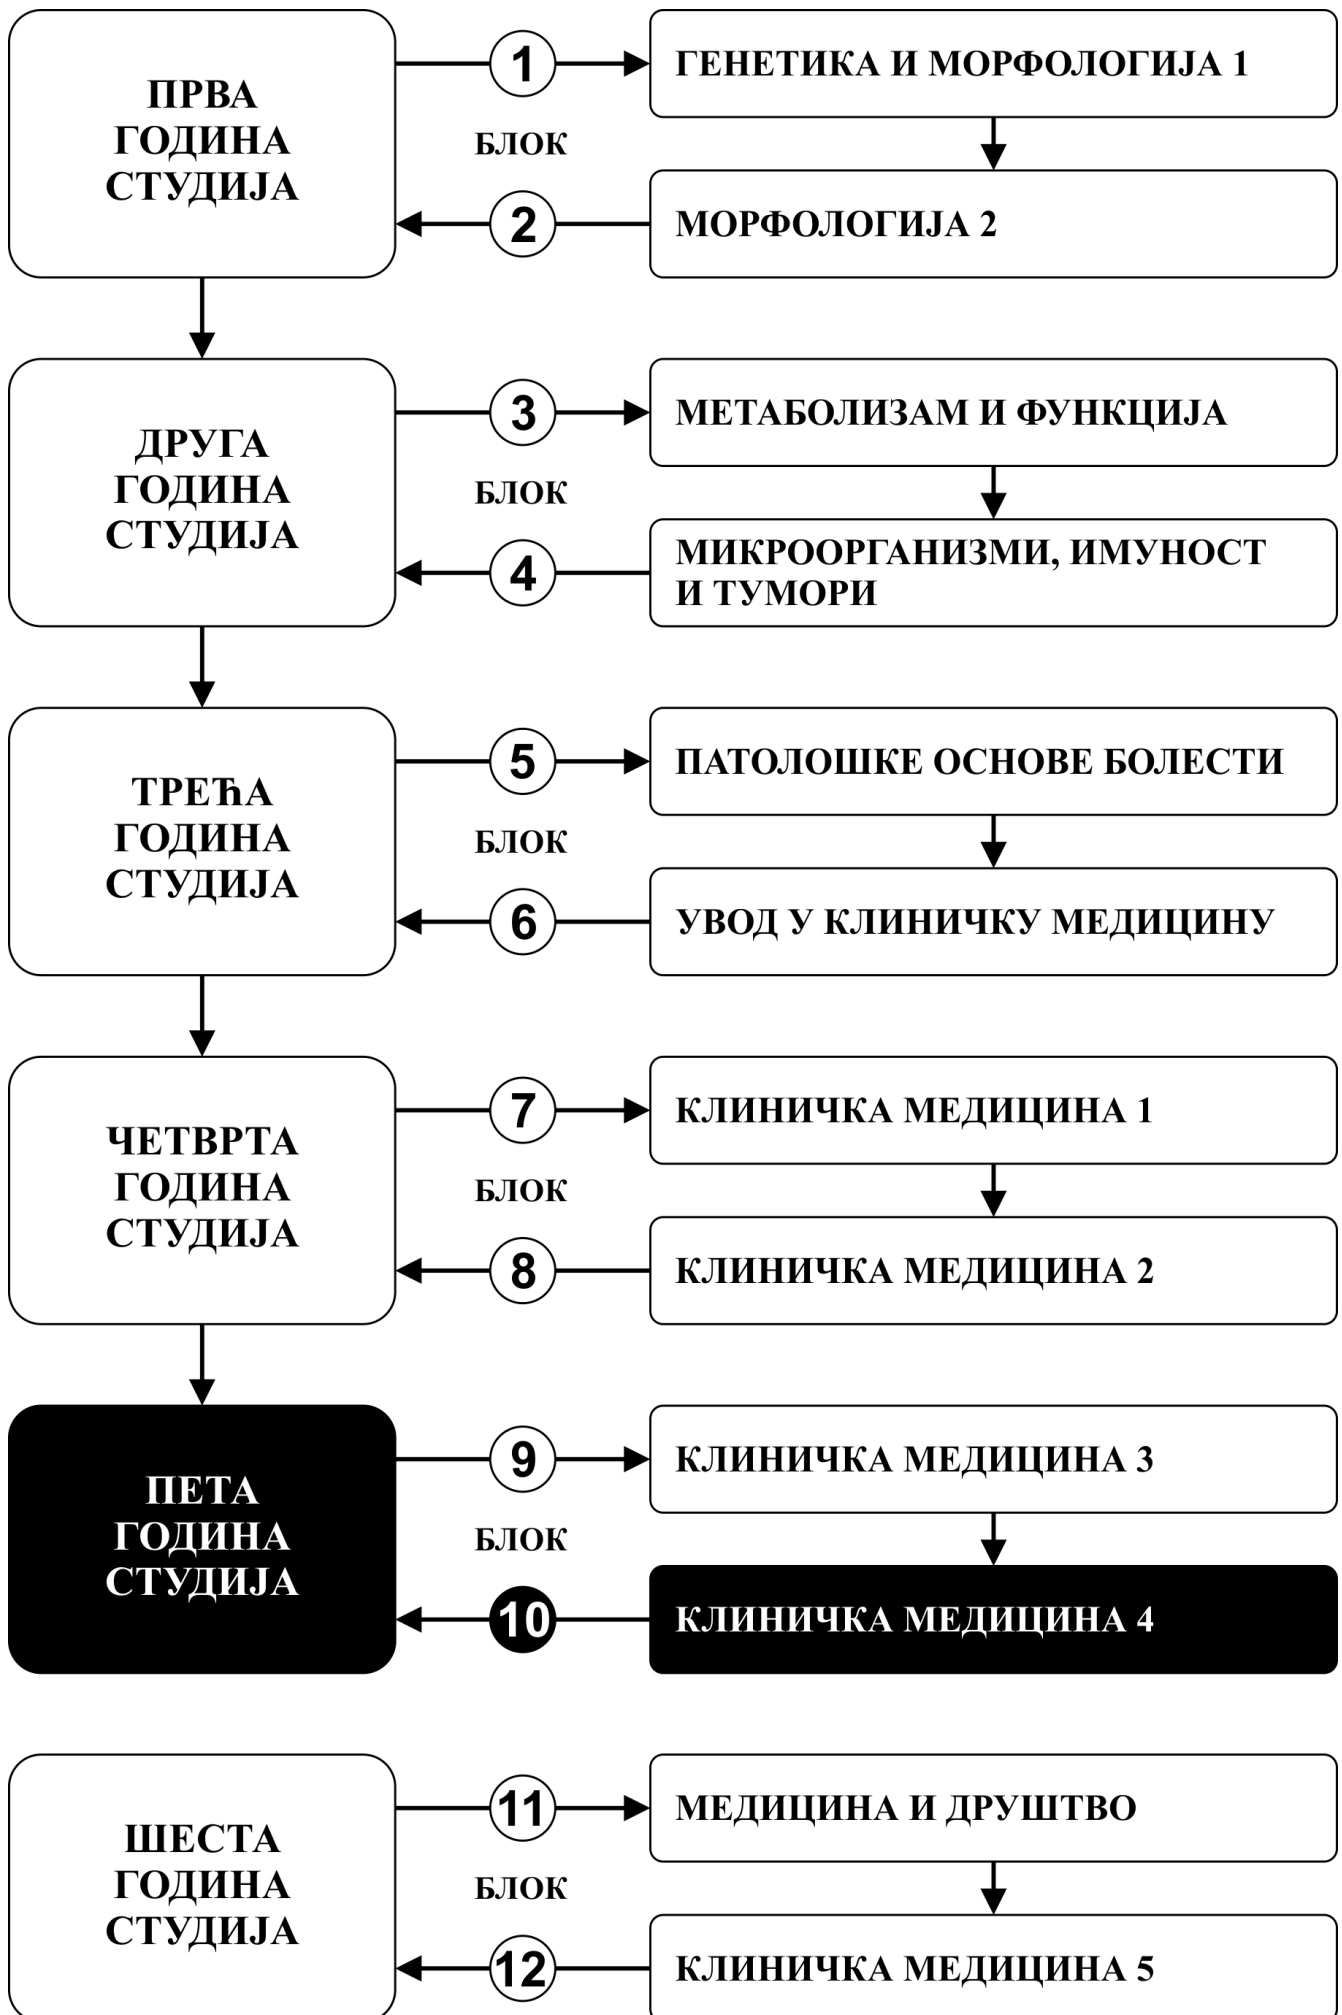 ПРВА
ГОДИНА
СТУДИЈА
1
БЛОК
2
ГЕНЕТИКА И МОРФОЛОГИЈА 1
МОРФОЛОГИЈА 2
ДРУГА
ГОДИНА
СТУДИЈА
3
БЛОК
4
МЕТАБОЛИЗАМ И ФУНКЦИЈА
МИКРООРГАНИЗМИ, ИМУНОСТ
И ТУМОРИ
ТРЕЋА
ГОДИНА
СТУДИЈА
5
БЛОК
6
ПАТОЛОШКЕ ОСНОВЕ БОЛЕСТИ
УВОД У КЛИНИЧКУ МЕДИЦИНУ
ЧЕТВРТА
ГОДИНА
СТУДИЈА
7
БЛОК
8
КЛИНИЧКА МЕДИЦИНА 1
КЛИНИЧКА МЕДИЦИНА 2
ПЕТА
ГОДИНА
СТУДИЈА
9
БЛОК
10
КЛИНИЧКА МЕДИЦИНА 3
КЛИНИЧКА МЕДИЦИНА 4
ШЕСТА
ГОДИНА
СТУДИЈА
11
БЛОК
12
МЕДИЦИНА И ДРУШТВО
КЛИНИЧКА МЕДИЦИНА 5